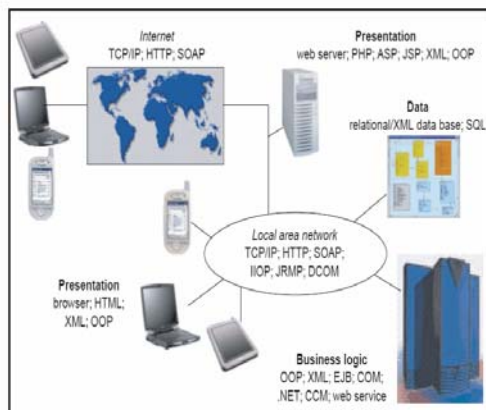 Internet
TCP/IP; HTTP; SOAP
Presentation
web server; PHP; ASP; JSP; XML; OOP
Data
relational/XML data base; SQL
Local area network
TCP/IP; HTTP; SOAP;
IIOP; JRMP; DCOM
Presentation
browser; HTML;
XML; OOP
Business logic
OOP; XML; EJB; COM;
.NET; CCM; web service